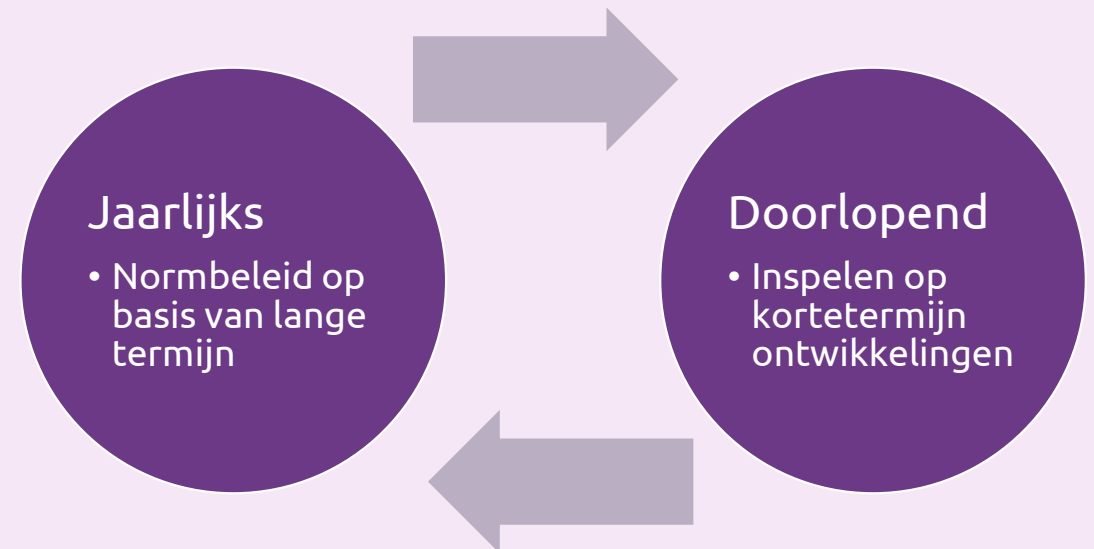 Jaarlijks
• Normbeleid op
basis van lange
termijn
Doorlopend
• Inspelen op
kortetermijn
ontwikkelingen